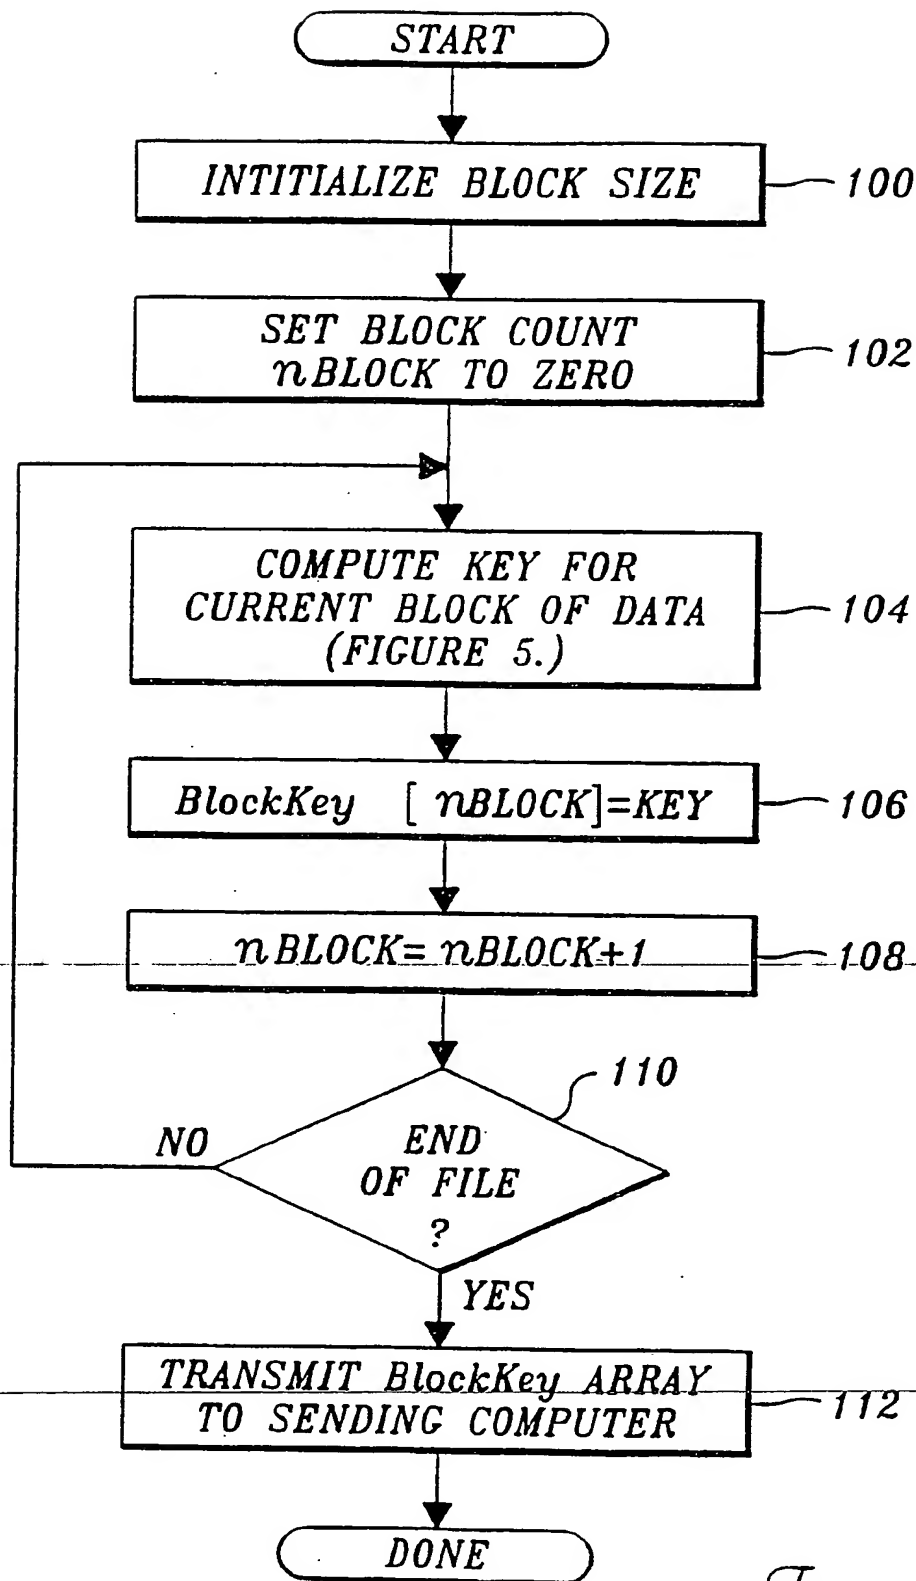 START
INTITIALIZE BLOCK SIZE
100
SET BLOCK COUNT
nBLOCK TO ZERO
102
COMPUTE KEY FOR
CURRENT BLOCK OF DATA
(FIGURE 5.)
104
BlockKey [ nBLOCK]=KEY
106
nBLOCK= nBLOCK+1
108
110
END
OF FILE
?
NO
YES
TRANSMIT BlockKey ARRAY
TO SENDING COMPUTER
112
DONE